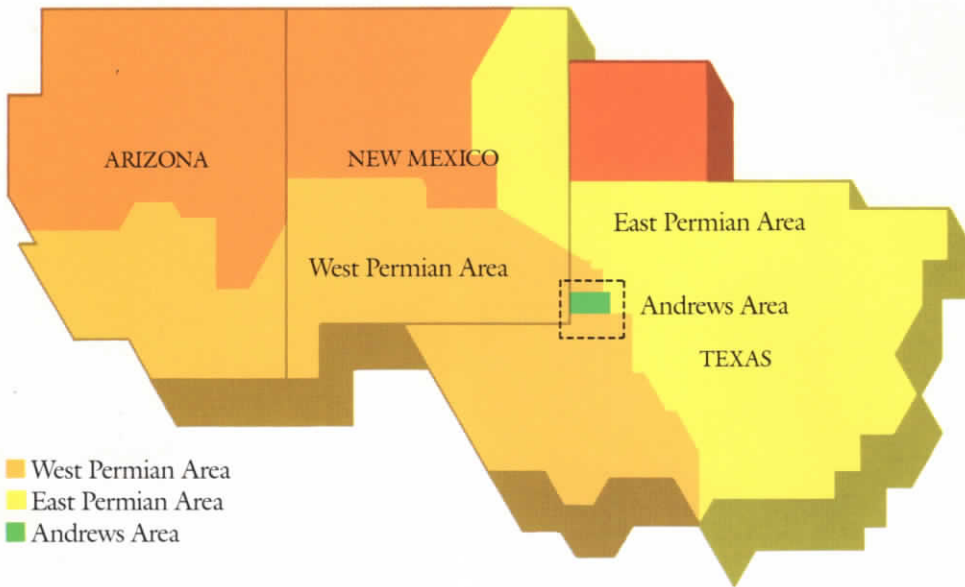 ARIZONA
NEW MEXICO
East Permian Area
West Permian Area
Andrews Area
TEXAS
West Permian Area
East Permian Area
Andrews Area